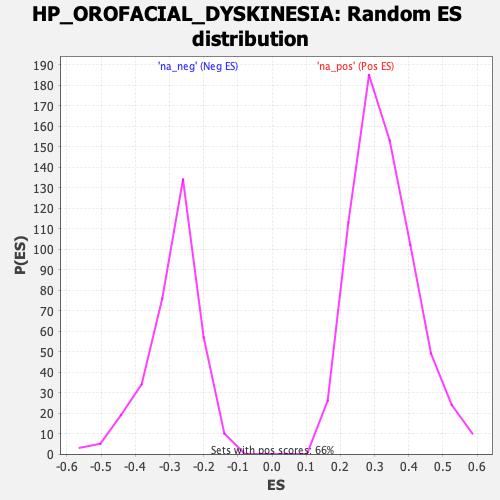 HP_OROFACIAL_DYSKINESIA: Random ES
distribution
'na_neg' (Neg ES)
'na_pos' (Pos ES)
190
180
170
160
150
140
130
120
110
100
90
80
70
60
50
40
30
20
10
0
P(ES)
Sets with pos scores: 66%
-0.6 -0.5 -0.4 -0.3 -0.2 -0.1 0.0 0.1 0.2 0.3 0.4 0.5 0.6
ES